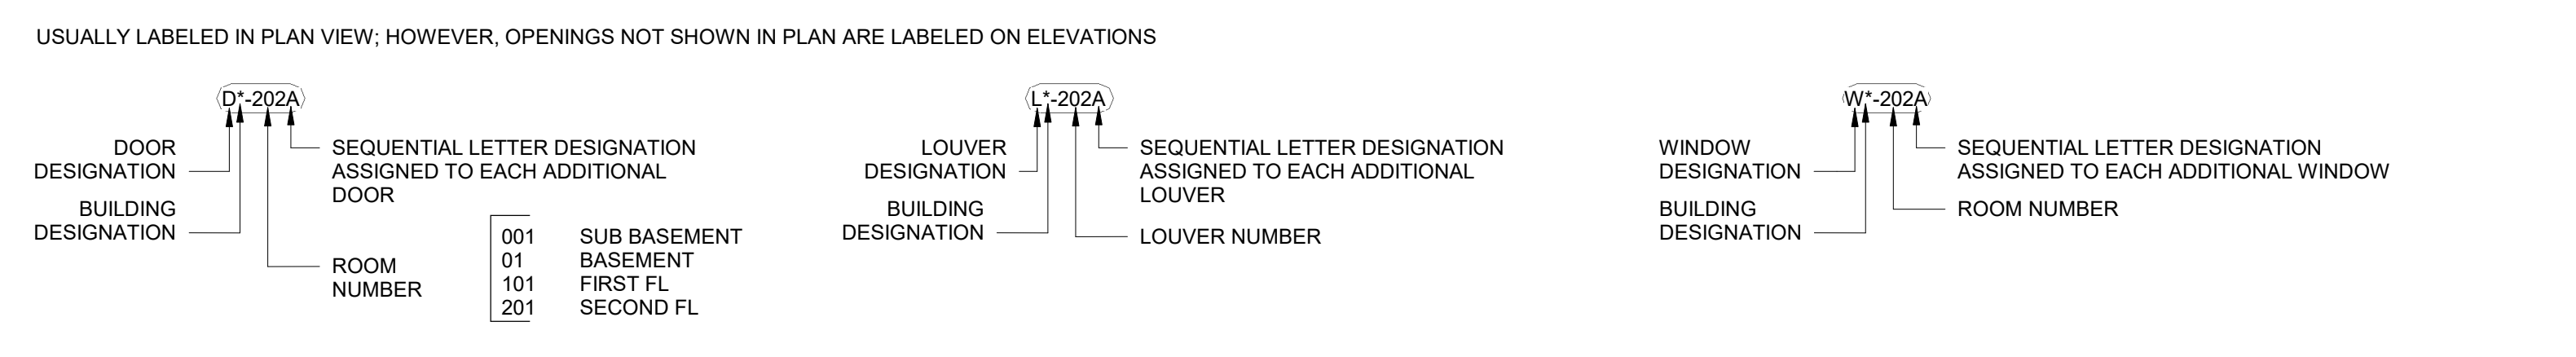 USUALLY LABELED IN PLAN VIEW; HOWEVER, OPENINGS NOT SHOWN IN PLAN ARE LABELED ON ELEVATIONS
D*-202A
DOOR
DESIGNATION
BUILDING
DESIGNATION
SEQUENTIAL LETTER DESIGNATION
ASSIGNED TO EACH ADDITIONAL
DOOR
ROOM
NUMBER
001 SUB BASEMENT
01 BASEMENT
101 FIRST FL
201 SECOND FL
L*-202A
LOUVER
DESIGNATION
BUILDING
DESIGNATION
SEQUENTIAL LETTER DESIGNATION
ASSIGNED TO EACH ADDITIONAL
LOUVER
LOUVER NUMBER
W*-202A
WINDOW
DESIGNATION
BUILDING
DESIGNATION
SEQUENTIAL LETTER DESIGNATION
ASSIGNED TO EACH ADDITIONAL WINDOW
ROOM NUMBER